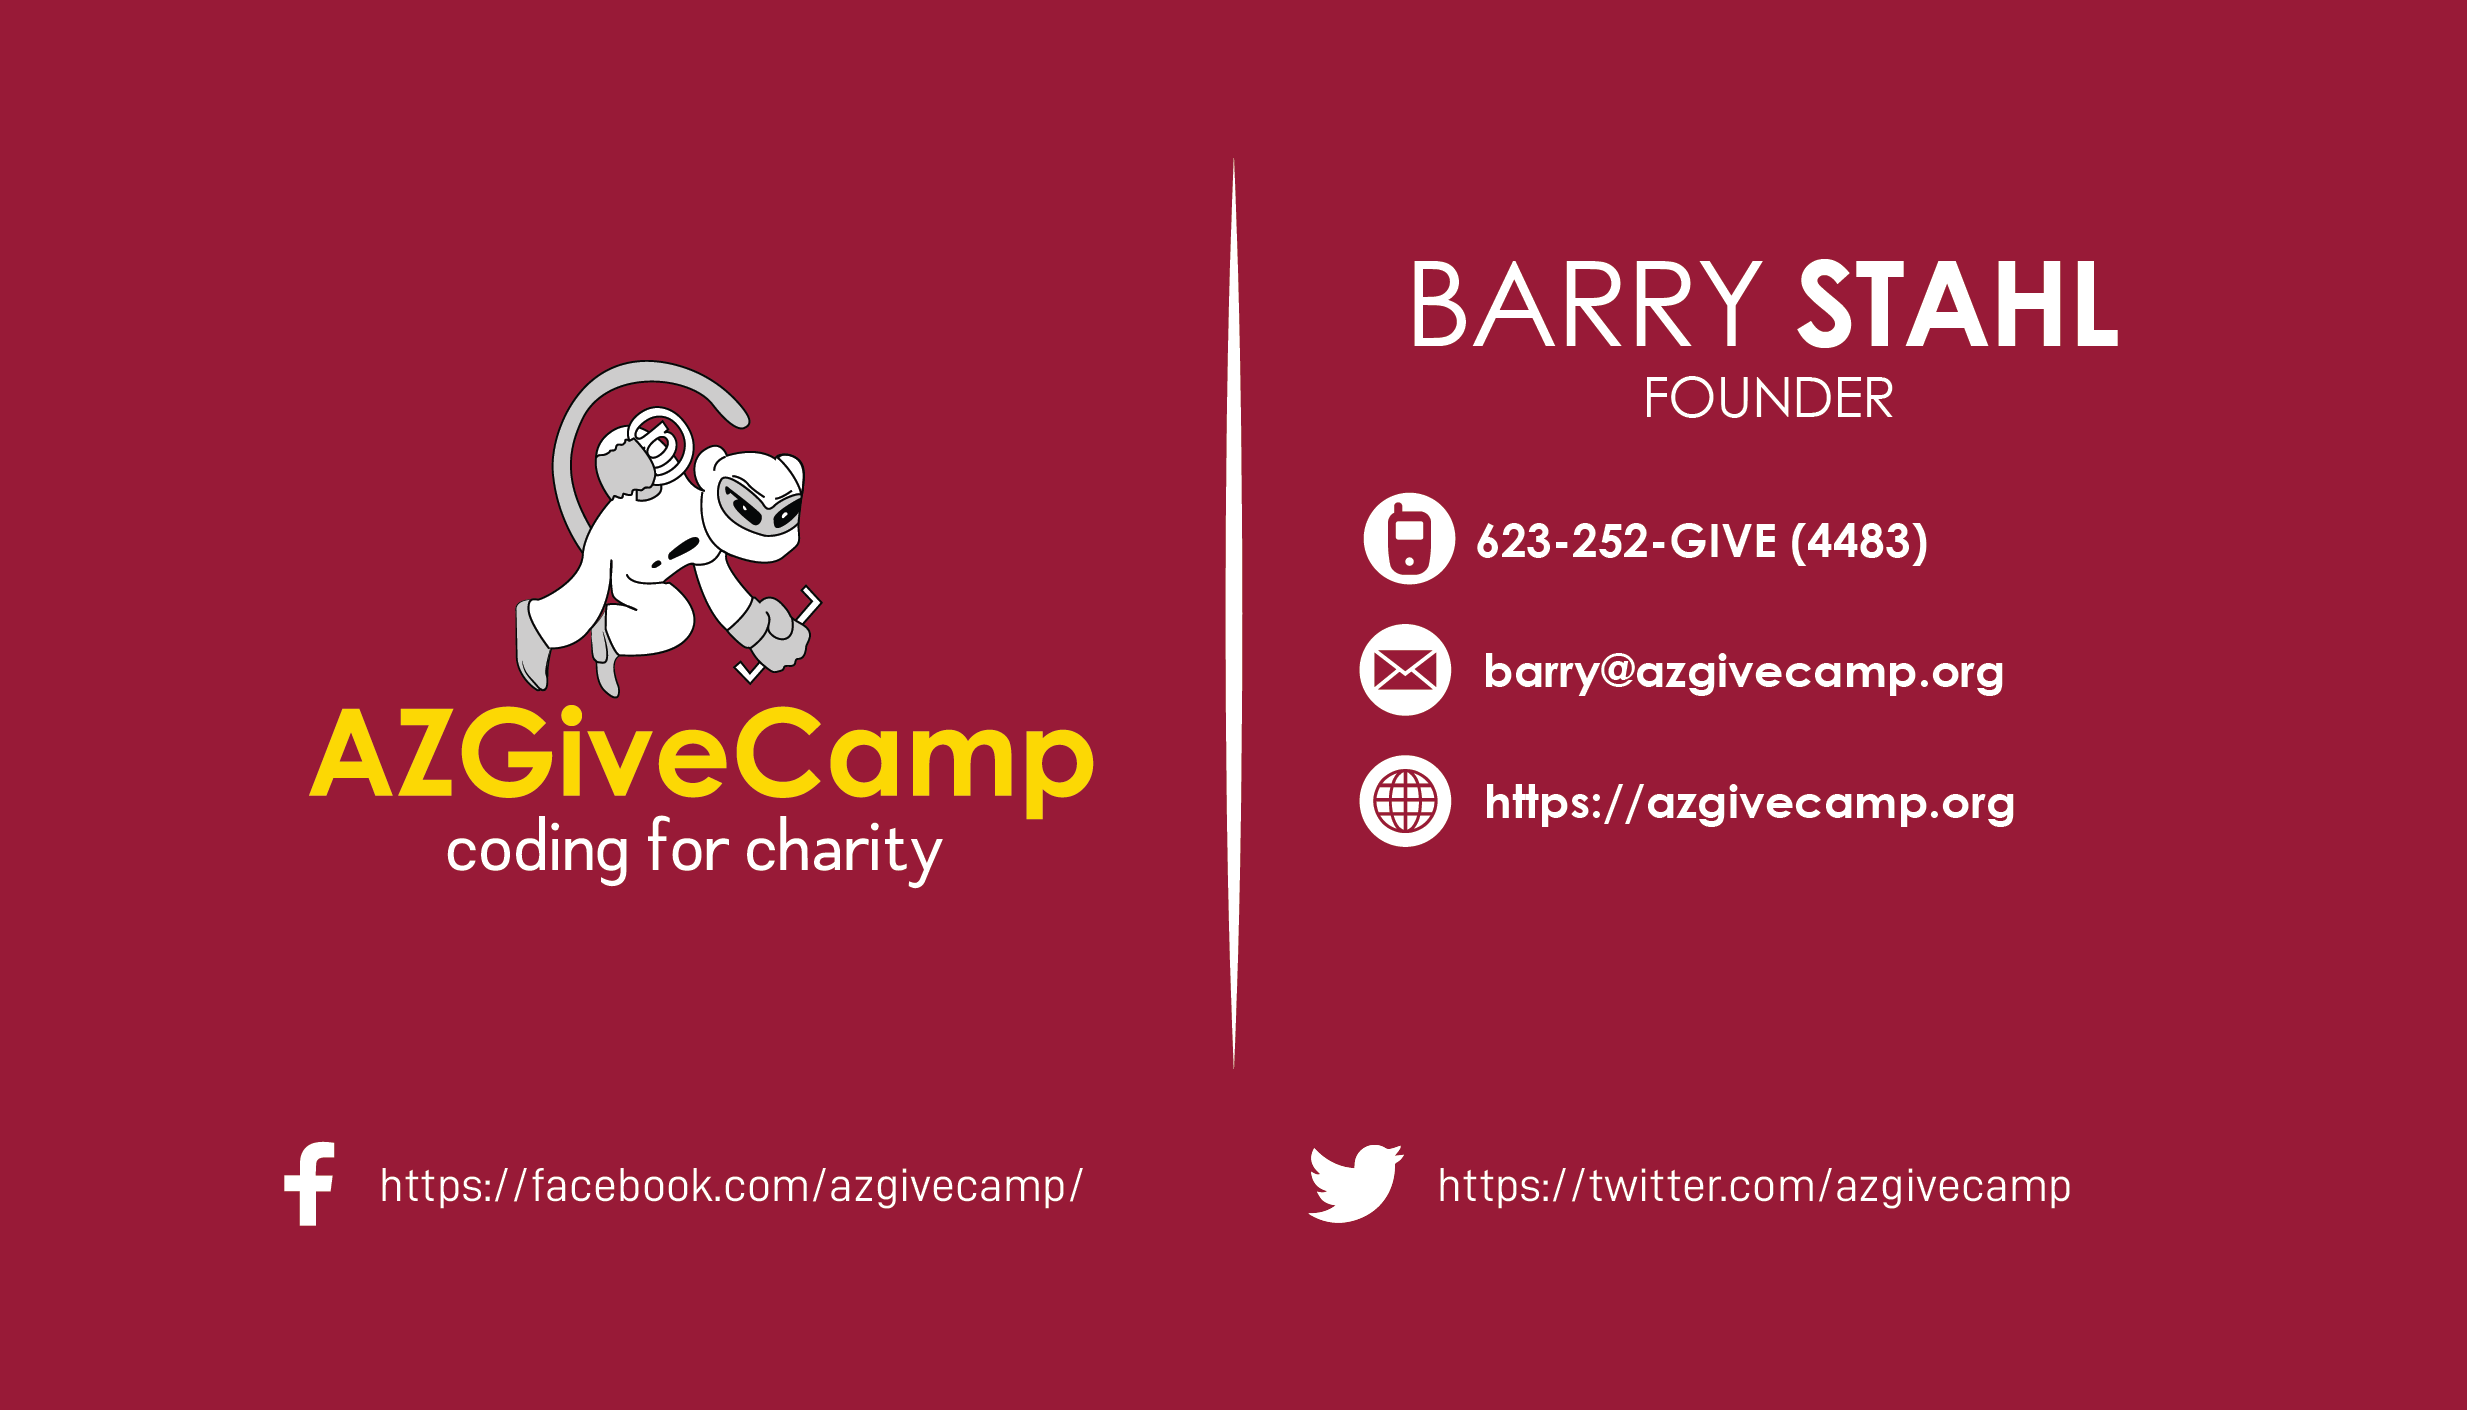 AZGiveCamp
coding for charity
BARRY STAHL
FOUNDER
623-252-GIVE (4483)
barry@azgivecamp.org
https://azgivecamp.org
https://facebook.com/azgivecamp/
https://twitter.com/azgivecamp